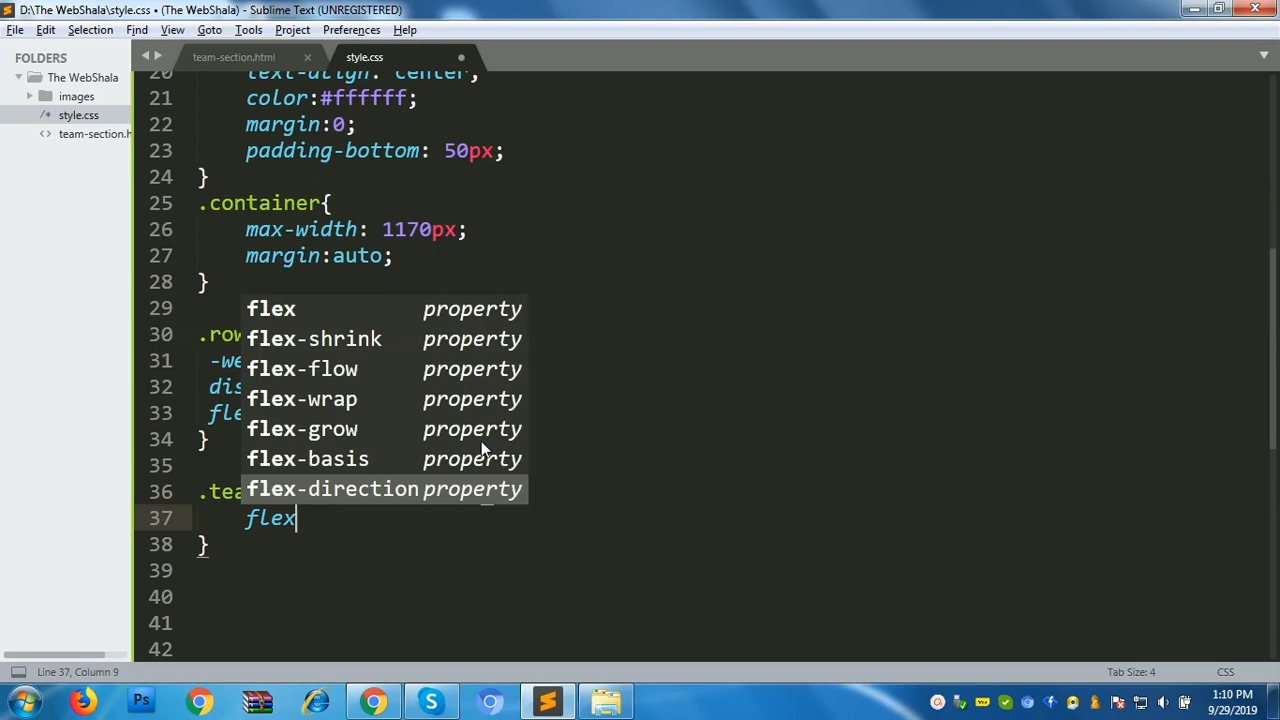 D:\The WebShala\style.css • (The WebShala) - Sublime Text (UNREGISTERED)
File Edit Selection Find View Goto Tools Project Preferences Help
FOLDERS
The WebShala
images
style.css
team-section.h
team-section.html
style.css
20 text-align: center;
21 color:#ffffff;
22 margin:0;
23 padding-bottom: 50px;
24 }
25 .container{
26 max-width: 1170px;
27 margin:auto;
28 }
29
30 .row
31 -we
32 dis
33 fle
34 }
35
36 .tea
37 flex
38 }
39
40
41
42
flex property
flex-shrink property
flex-flow property
flex-wrap property
flex-grow property
flex-basis property
flex-direction property
Line 37, Column 9
Tab Size: 4
CSS
1:10 PM
9/29/2019